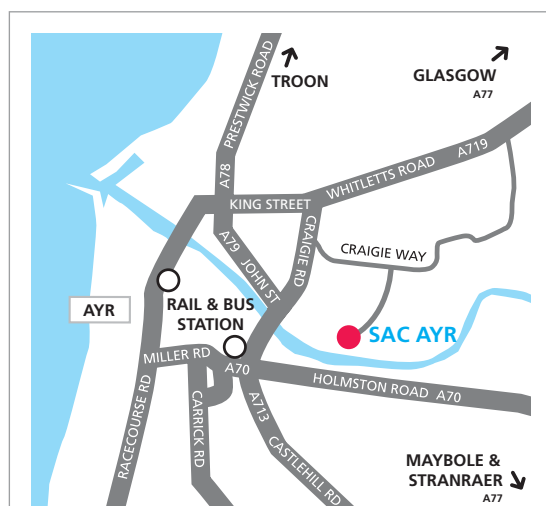 PRESTWICK ROAD
TROON
GLASGOW
A77
A78
WHITLETTS ROAD A719
KING STREET
A79
JOHN ST
CRAIGIE RD
CRAIGIE WAY
AYR
RAIL & BUS
STATION
SAC AYR
MILLER RD
A70
HOLMSTON ROAD A70
RACECOURSE RD
CARRICK RD
A713
CASTLEHILL RD
MAYBOLE &
STRANRAER
A77